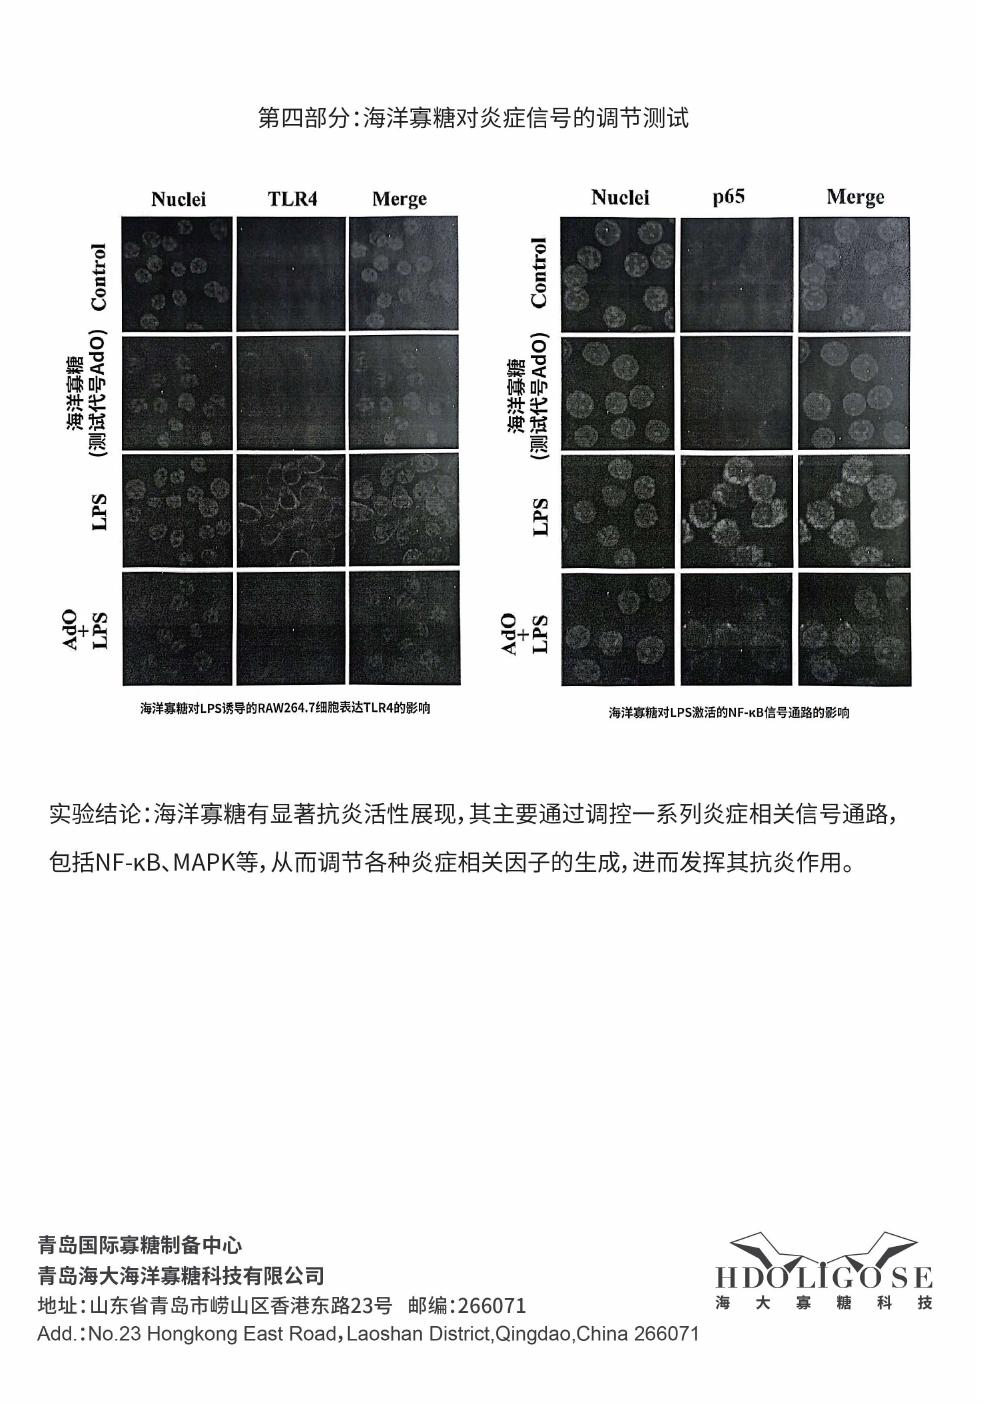 第四部分：海洋寡糖对炎症信号的调节测试
Nuclei TLR4 Merge
Control
海洋寡糖
(测试代号AdO)
LPS
AdO
+
LPS
海洋寡糖对LPS诱导的RAW264.7细胞表达TLR4的影响
Nuclei p65 Merge
Control
海洋寡糖
(测试代号AdO)
LPS
AdO
+
LPS
海洋寡糖对LPS激活的NF-κB信号通路的影响
实验结论：海洋寡糖有显著抗炎活性展现，其主要通过调控一系列炎症相关信号通路，
包括NF-κB、MAPK等，从而调节各种炎症相关因子的生成，进而发挥其抗炎作用。
青岛国际寡糖制备中心
青岛海大海洋寡糖科技有限公司
地址：山东省青岛市崂山区香港东路23号 邮编：266071
Add.：No.23 Hongkong East Road，Laoshan District,Qingdao,China 266071
HDOLIGOSE
海大寡糖科技